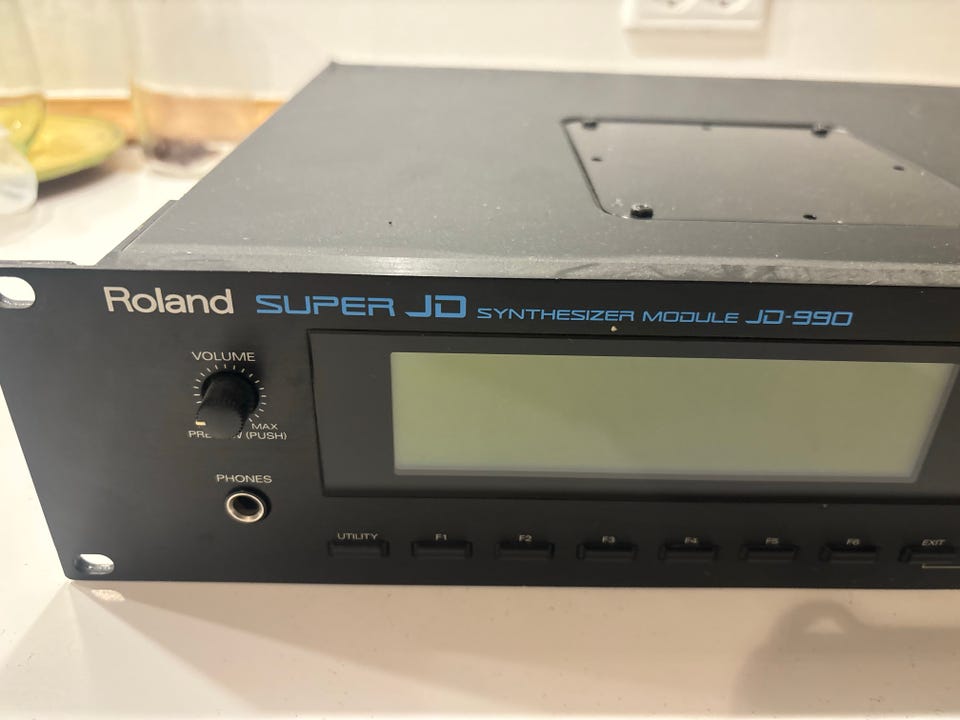 Roland SUPER JD SYNTHESIZER MODULE JD-990
VOLUME
MAX
(PUSH)
PHONES
UTILITY F1 F2 F3 F4 F5 F6 EXIT